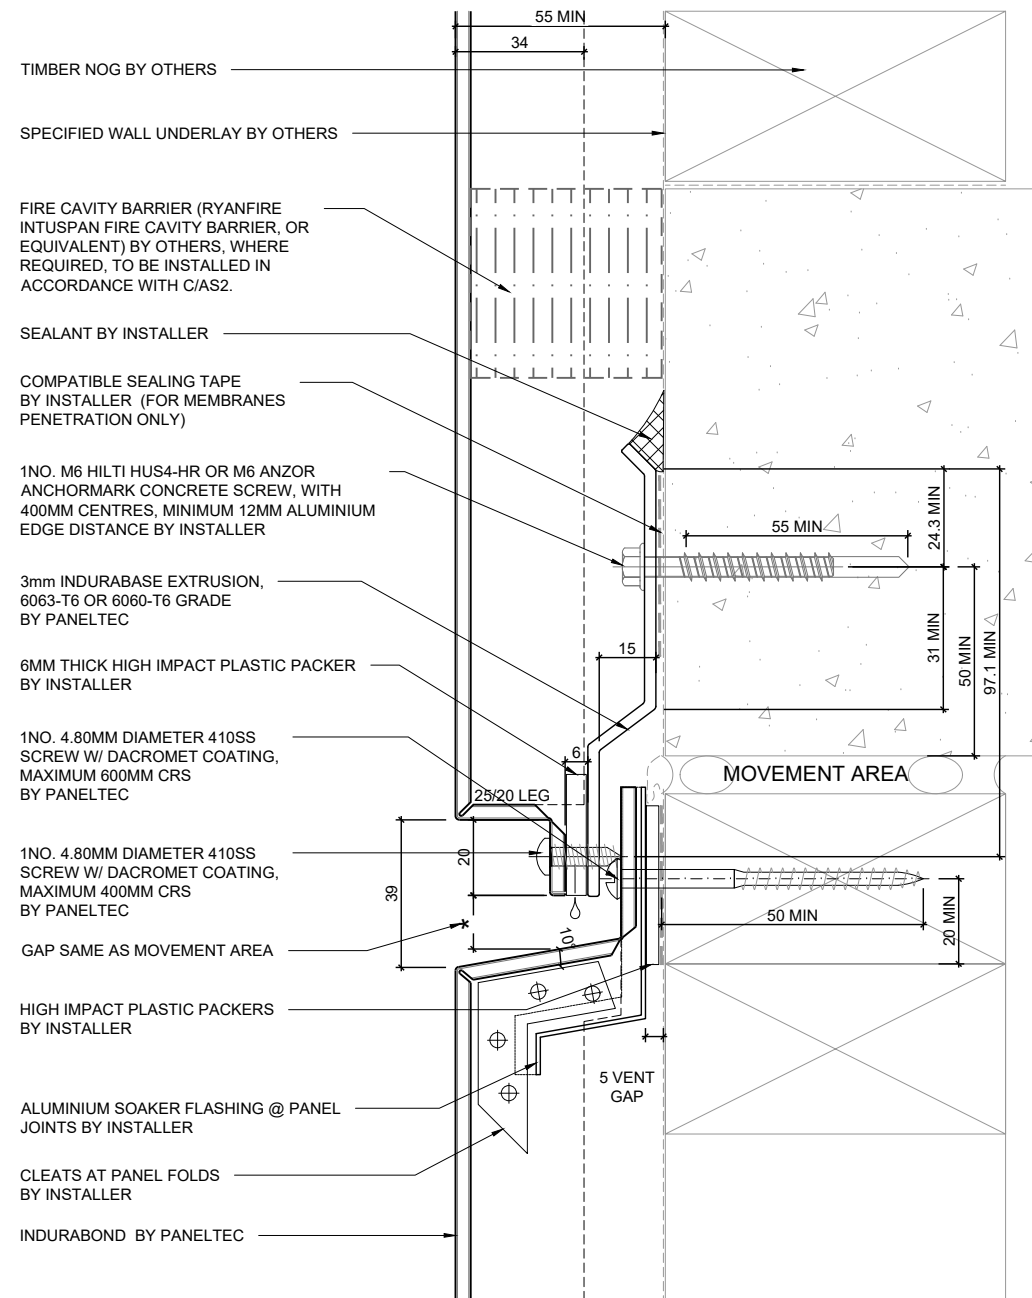 55 MIN
34
TIMBER NOG BY OTHERS
SPECIFIED WALL UNDERLAY BY OTHERS
FIRE CAVITY BARRIER (RYANFIRE
INTUSPAN FIRE CAVITY BARRIER, OR
EQUIVALENT) BY OTHERS, WHERE
REQUIRED, TO BE INSTALLED IN
ACCORDANCE WITH C/AS2.
SEALANT BY INSTALLER
COMPATIBLE SEALING TAPE
BY INSTALLER (FOR MEMBRANES
PENETRATION ONLY)
1NO. M6 HILTI HUS4-HR OR M6 ANZOR
ANCHORMARK CONCRETE SCREW, WITH
400MM CENTRES, MINIMUM 12MM ALUMINIUM
EDGE DISTANCE BY INSTALLER
55 MIN
24.3 MIN
3mm INDURABASE EXTRUSION,
6063-T6 OR 6060-T6 GRADE
BY PANELTEC
15
31 MIN
50 MIN
97.1 MIN
6MM THICK HIGH IMPACT PLASTIC PACKER
BY INSTALLER
6
1NO. 4.80MM DIAMETER 410SS
SCREW W/ DACROMET COATING,
MAXIMUM 600MM CRS
BY PANELTEC
MOVEMENT AREA
25/20 LEG
20
39
1NO. 4.80MM DIAMETER 410SS
SCREW W/ DACROMET COATING,
MAXIMUM 400MM CRS
BY PANELTEC
50 MIN
20 MIN
*
GAP SAME AS MOVEMENT AREA
10°
HIGH IMPACT PLASTIC PACKERS
BY INSTALLER
5 VENT
GAP
ALUMINIUM SOAKER FLASHING @ PANEL
JOINTS BY INSTALLER
CLEATS AT PANEL FOLDS
BY INSTALLER
INDURABOND BY PANELTEC